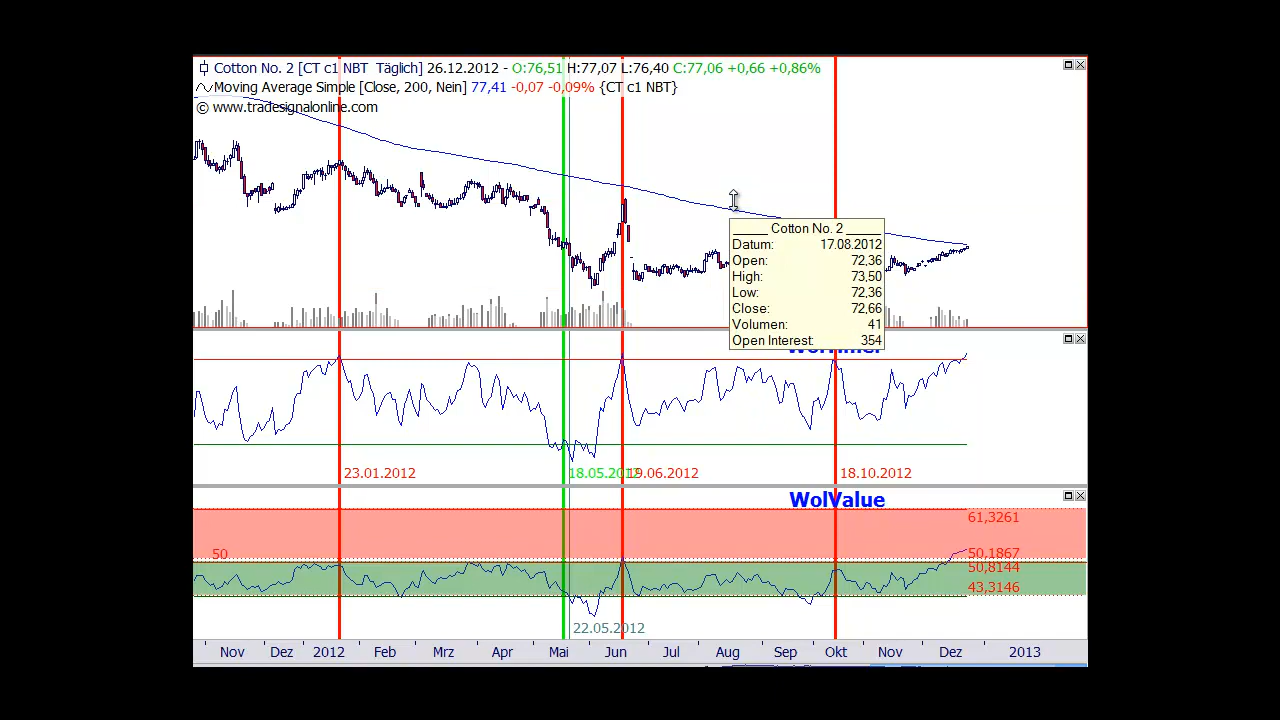 Cotton No. 2 [CT c1 NBT Täglich] 26.12.2012 - O:76,51 H:77,07 L:76,40 C:77,06 +0,66 +0,86%
Moving Average Simple [Close, 200, Nein] 77,41 -0,07 -0,09% {CT c1 NBT}
© www.tradesignalonline.com
Cotton No. 2
Datum: 17.08.2012
Open: 72,36
High: 73,50
Low: 72,36
Close: 72,66
Volumen: 41
Open Interest: 354
23.01.2012 18.05.2012 19.06.2012 18.10.2012
WolValue
61,3261
50 50,1867
50,8144
43,3146
22.05.2012
Nov Dez 2012 Feb Mrz Apr Mai Jun Jul Aug Sep Okt Nov Dez 2013